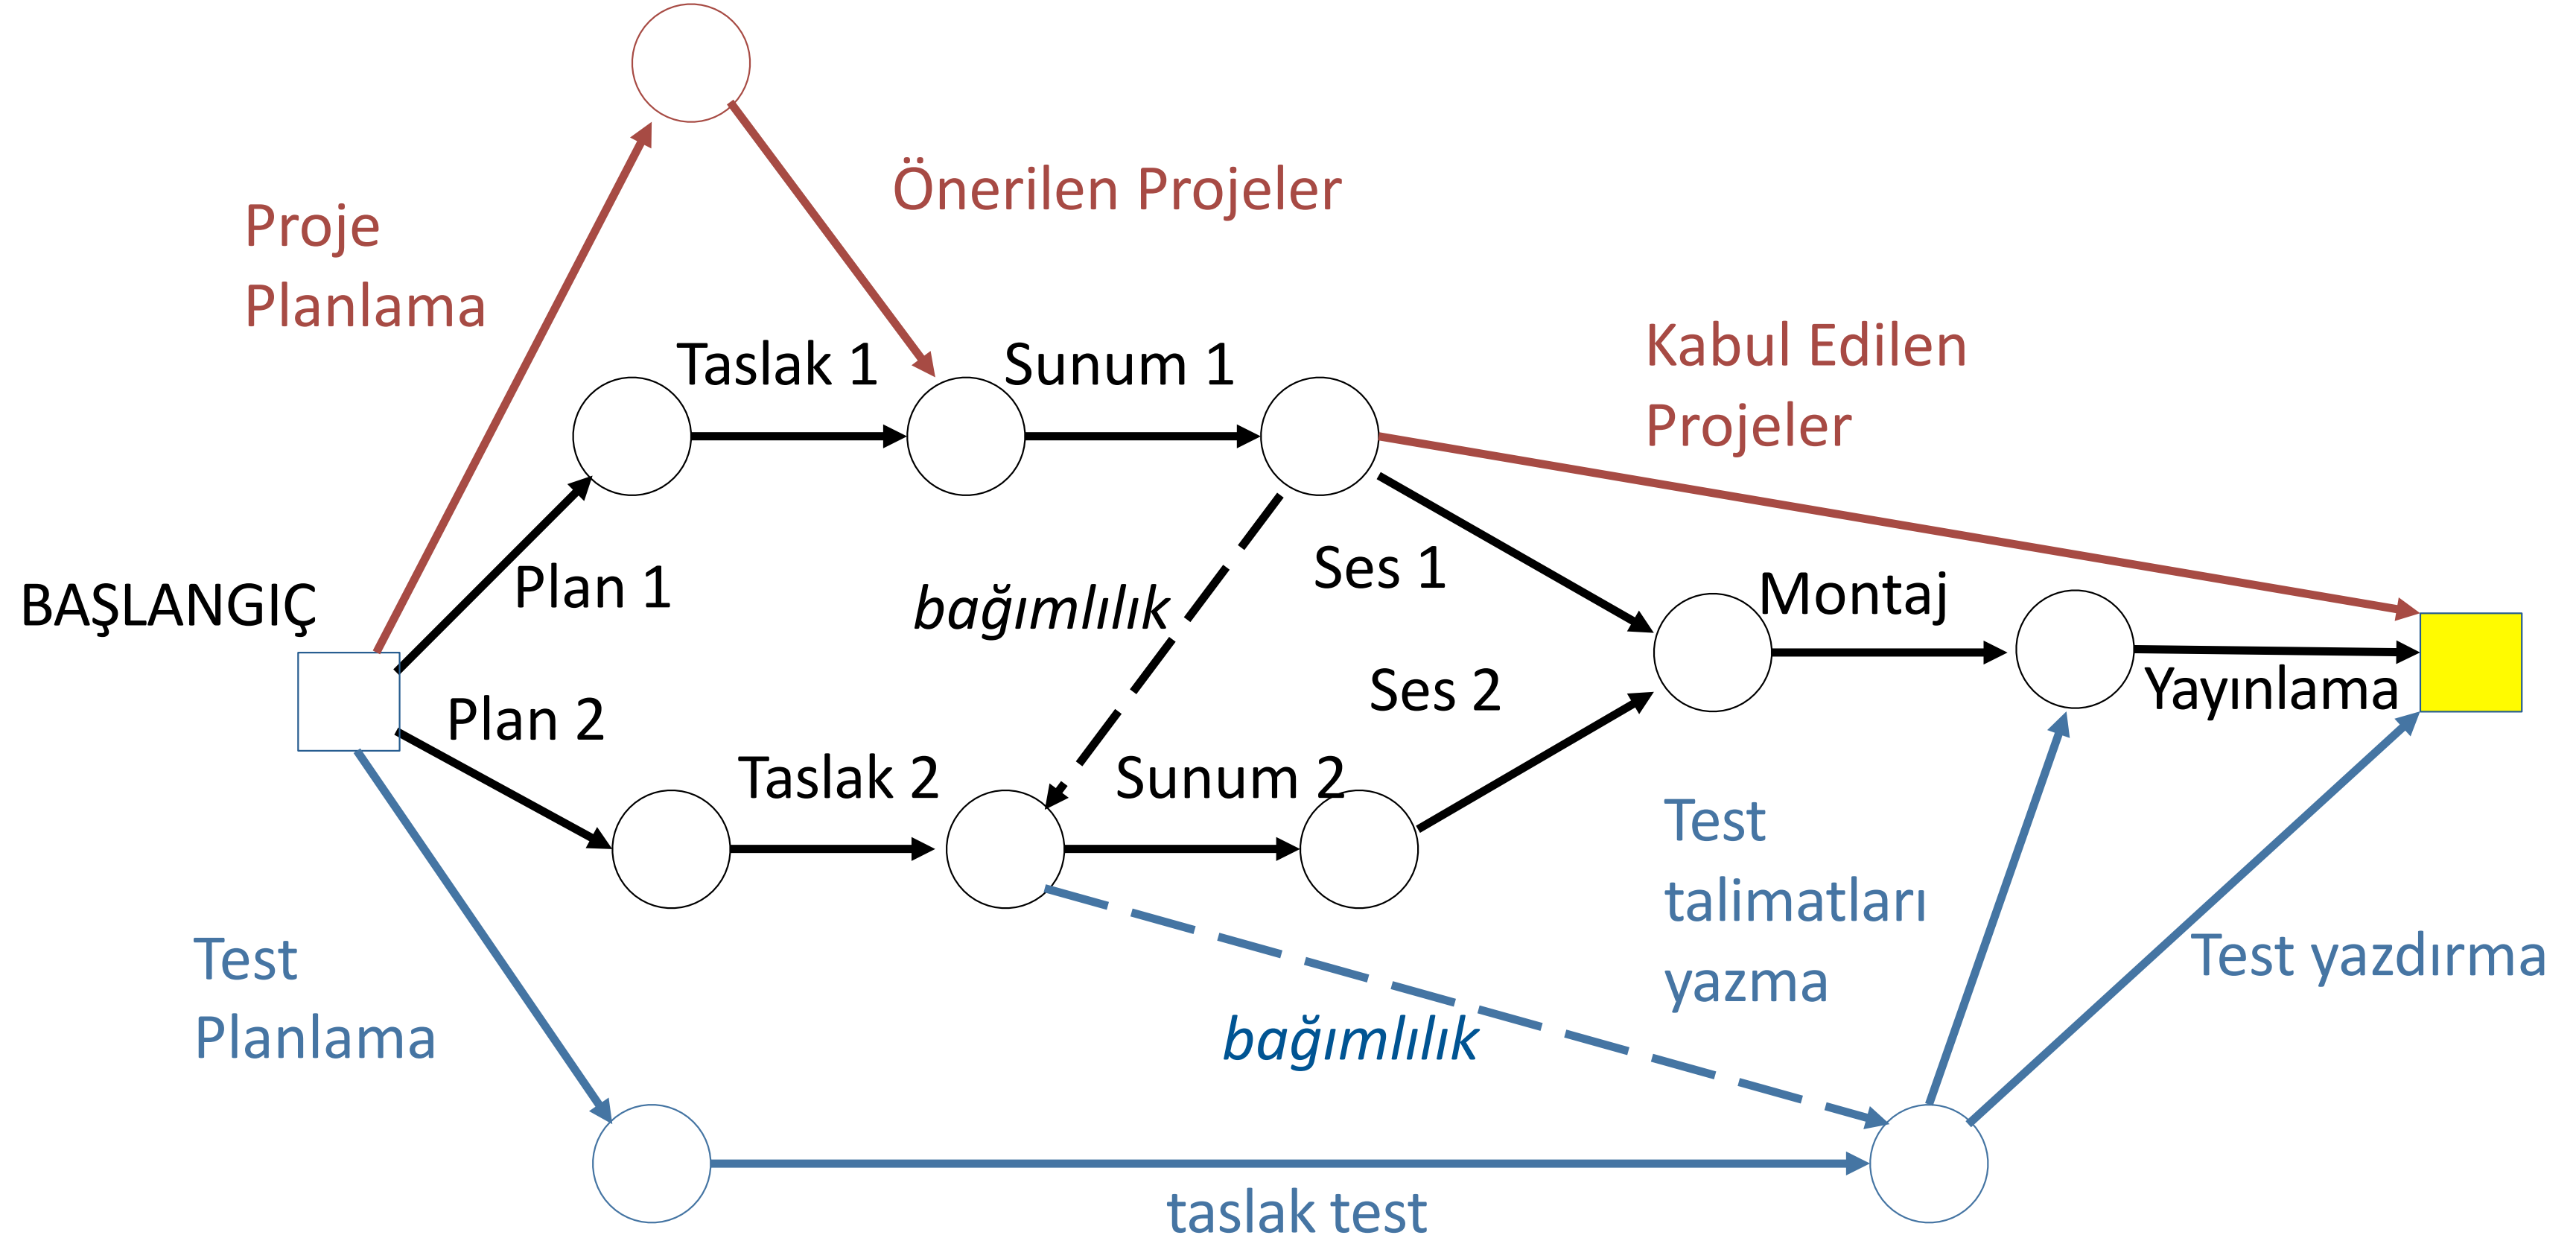 Önerilen Projeler
Proje
Planlama
Taslak 1
Sunum 1
Kabul Edilen
Projeler
BAŞLANGIÇ
Plan 1
bağımlılık
Ses 1
Montaj
Plan 2
Ses 2
Yayınlama
Taslak 2
Sunum 2
Test
talimatları
yazma
Test yazdırma
Test
Planlama
bağımlılık
taslak test